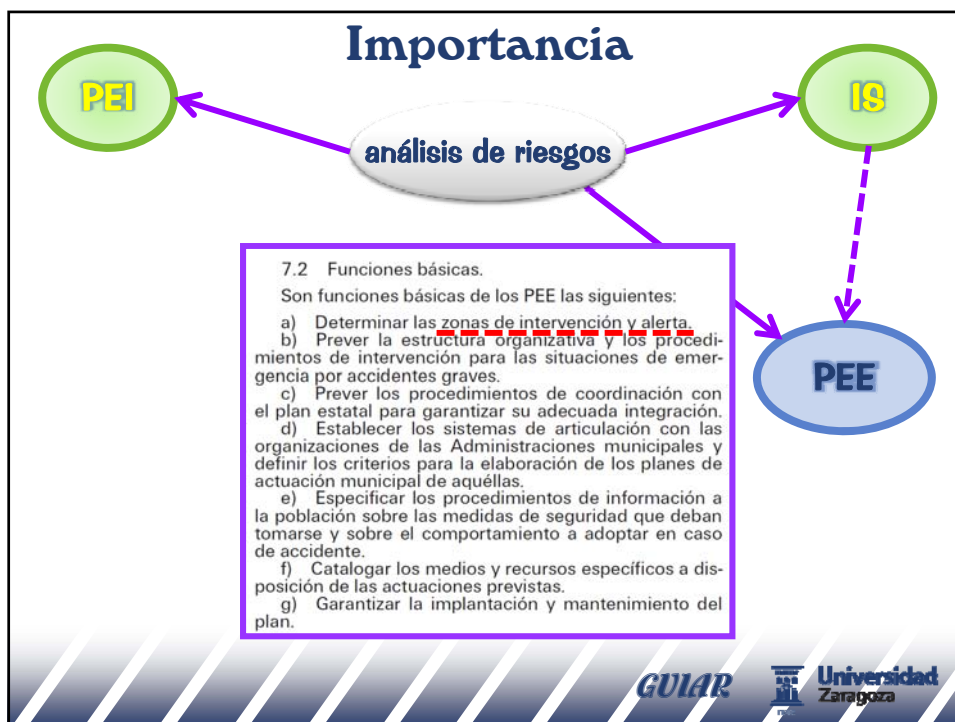 Importancia
PEI
IS
análisis de riesgos
7.2 Funciones básicas.
Son funciones básicas de los PEE las siguientes:
a) Determinar las zonas de intervención y alerta.
b) Prever la estructura organizativa y los procedi-
mientos de intervención para las situaciones de emer-
gencia por accidentes graves.
c) Prever los procedimientos de coordinación con
el plan estatal para garantizar su adecuada integración.
d) Establecer los sistemas de articulación con las
organizaciones de las Administraciones municipales y
definir los criterios para la elaboración de los planes de
actuación municipal de aquéllas.
e) Especificar los procedimientos de información a
la población sobre las medidas de seguridad que deban
tomarse y sobre el comportamiento a adoptar en caso
de accidente.
f) Catalogar los medios y recursos específicos a dis-
posición de las actuaciones previstas.
g) Garantizar la implantación y mantenimiento del
plan.
PEE
GUIAR
Universidad
Zaragoza